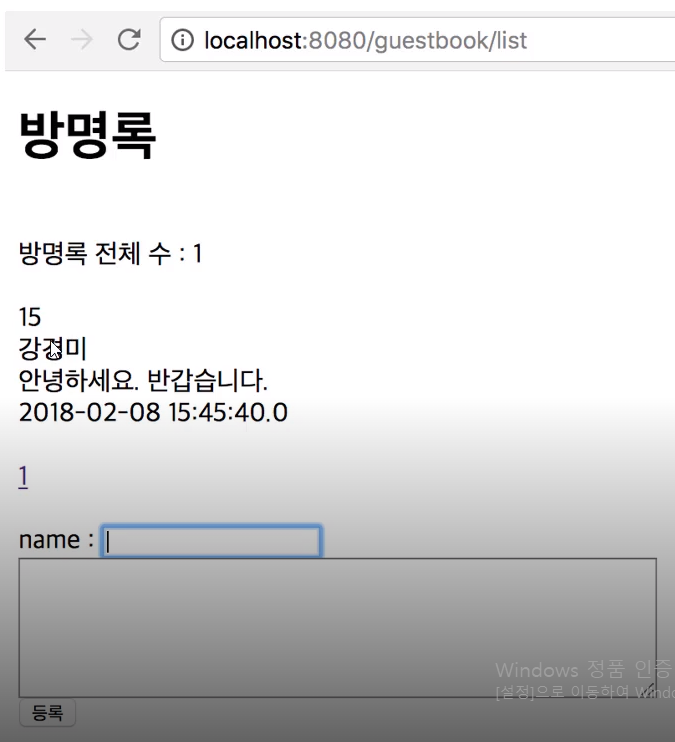 localhost:8080/guestbook/list
방명록
방명록 전체 수 : 1
15
강경미
안녕하세요. 반갑습니다.
2018-02-08 15:45:40.0
1
name :
등록
Windows 정품 인증
[설정]으로 이동하여